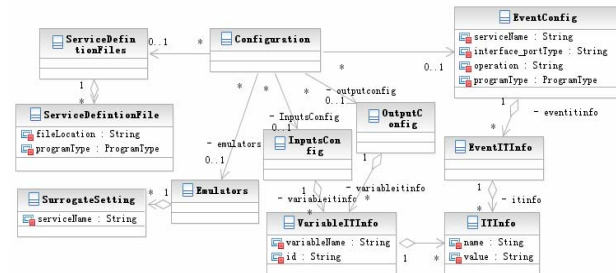 ServiceDefin
tionFiles
Configuration
EventConfig
serviceName : String
interface_portType : String
operation : String
programType : ProgramType
0..1
*
*
0..1
1
*
ServiceDefintionFile
fileLocation : String
programType : ProgramType
*
*
*
- outputconfig
0..1
- InputsConfig
0..1
- emulators
0..1
OutputC
onfig
InputsCo
nfig
1
- eventitinfo
*
EventITInfo
SurrogateSetting
serviceName : String
*
1
Emulators
1
- variableitinfo
*
1
- variableitinfo
*
1
- itinfo
*
VariableITInfo
variableName : String
id : String
1
*
ITInfo
name : Sting
value : String